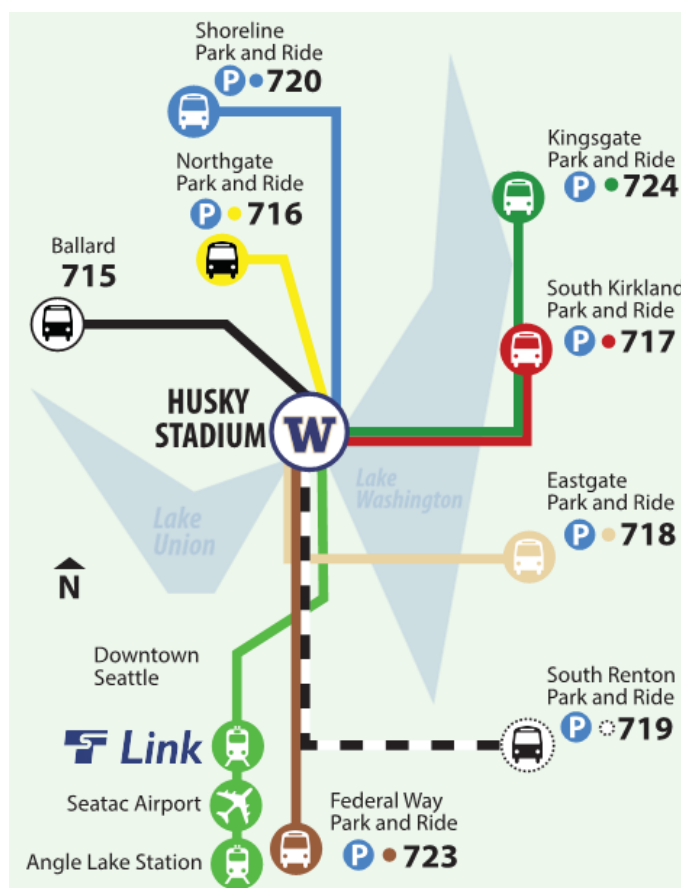 Shoreline
Park and Ride
P 720
Northgate
Park and Ride
P 716
Ballard
715
Kingsgate
Park and Ride
P 724
South Kirkland
Park and Ride
P 717
HUSKY
STADIUM
W
Lake
Washington
Lake
Union
Eastgate
Park and Ride
P 718
N
Downtown
Seattle
South Renton
Park and Ride
P 719
T Link
Seatac Airport
Angle Lake Station
Federal Way
Park and Ride
P 723